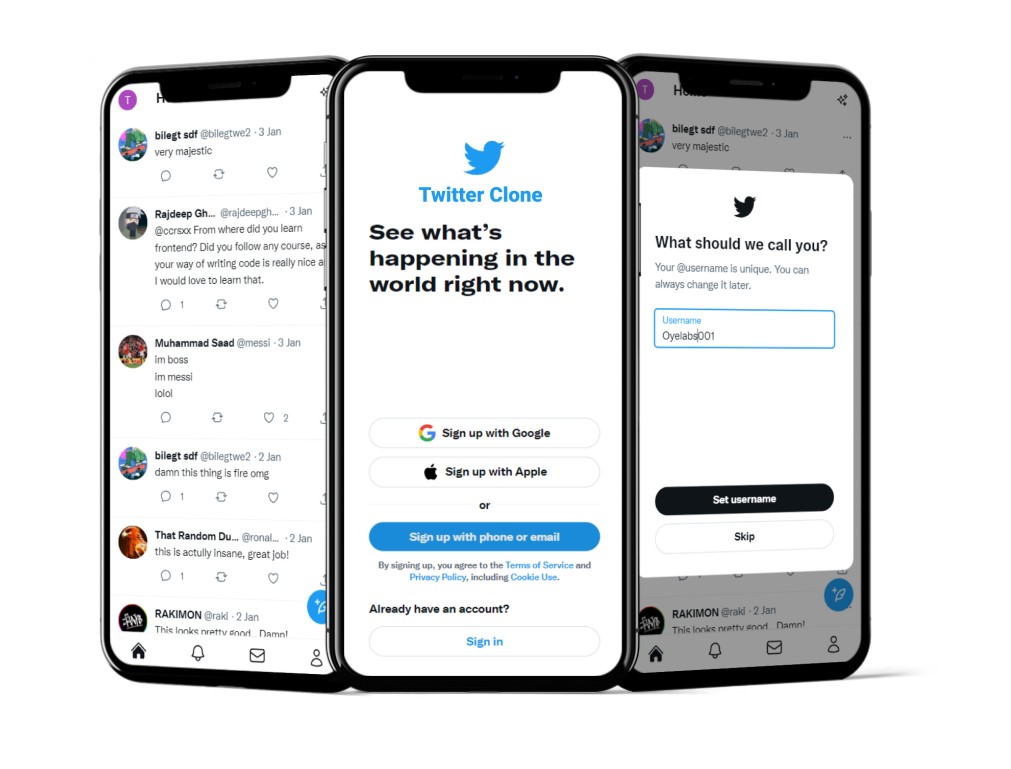 T
bilegt sdf @bilegtwe2 · 3 Jan
very majestic
Rajdeep Gh... @rajdeepgh... · 3 Jan
@ccrsxx From where did you learn
frontend? Did you follow any course, as
your way of writing code is really nice a
I would love to learn that.
1
Muhammad Saad @messi · 3 Jan
im boss
im messi
lolol
2
bilegt sdf @bilegtwe2 · 2 Jan
damn this thing is fire omg
1
That Random Du... @ronal... · 2 Jan
this is actully insane, great job!
1
RAKIMON @raki · 2 Jan
This looks pretty good.. Damn!
Twitter Clone
See what's
happening in the
world right now.
Sign up with Google
Sign up with Apple
or
Sign up with phone or email
By signing up, you agree to the Terms of Service and
Privacy Policy, including Cookie Use.
Already have an account?
Sign in
T
Home
bilegt sdf @bilegtwe2 · 3 Jan
very majestic
What should we call you?
Your @username is unique. You can
always change it later.
Username
Oyelabs001
Set username
Skip
RAKIMON @raki · 2 Jan
This looks pretty good.. Damn!